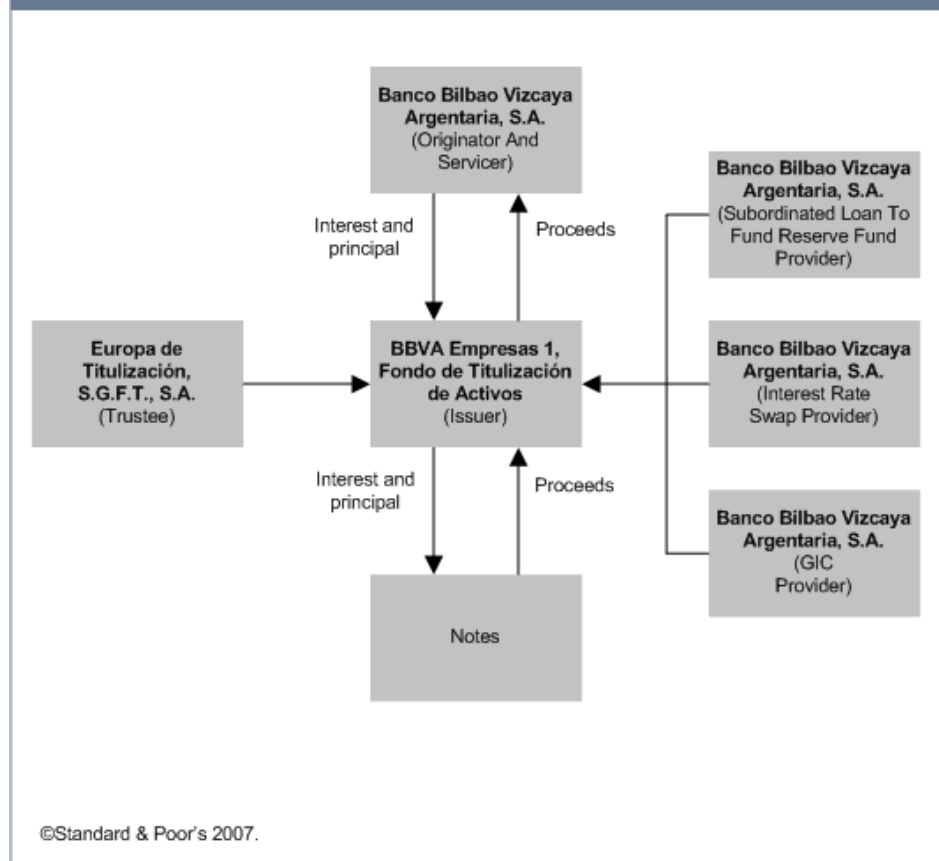 Banco Bilbao Vizcaya
Argentaria, S.A.
(Originator And
Servicer)
Interest and
principal
Proceeds
Banco Bilbao Vizcaya
Argentaria, S.A.
(Subordinated Loan To
Fund Reserve Fund
Provider)
Europa de
Titulización,
S.G.F.T., S.A.
(Trustee)
BBVA Empresas 1,
Fondo de Titulización
de Activos
(Issuer)
Banco Bilbao Vizcaya
Argentaria, S.A.
(Interest Rate
Swap Provider)
Interest and
principal
Proceeds
Banco Bilbao Vizcaya
Argentaria, S.A.
(GIC
Provider)
Notes
©Standard & Poor's 2007.